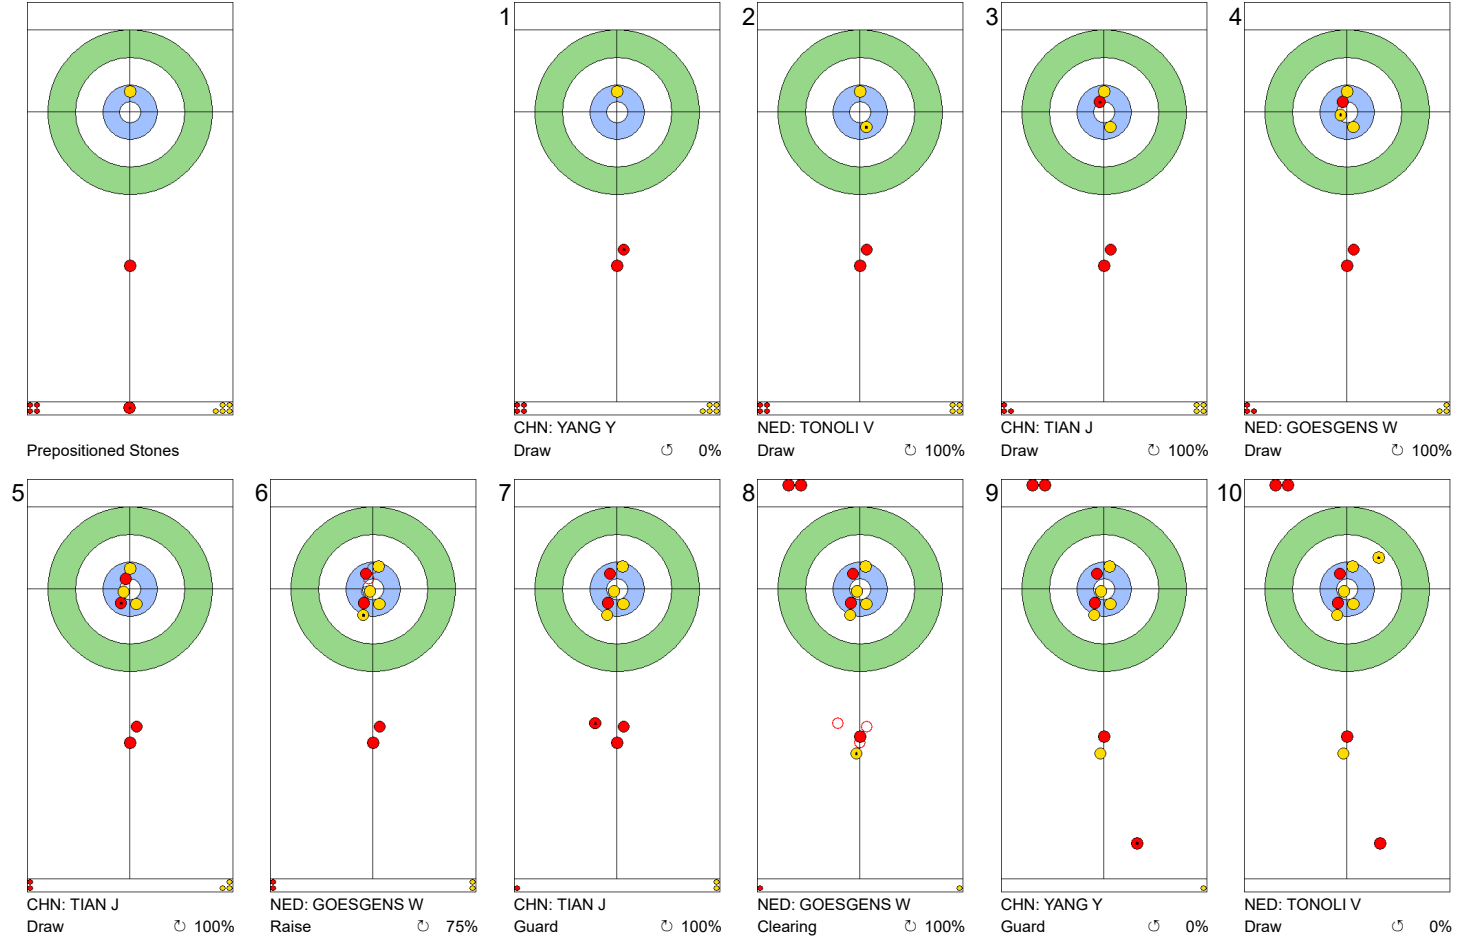 Prepositioned Stones
1
CHN: YANG Y
Draw ↺ 0%
2
NED: TONOLI V
Draw ↻ 100%
3
CHN: TIAN J
Draw ↻ 100%
4
NED: GOESGENS W
Draw ↻ 100%
5
CHN: TIAN J
Draw ↻ 100%
6
NED: GOESGENS W
Raise ↻ 75%
7
CHN: TIAN J
Guard ↻ 100%
8
NED: GOESGENS W
Clearing ↻ 100%
9
CHN: YANG Y
Guard ↺ 0%
10
NED: TONOLI V
Draw ↺ 0%